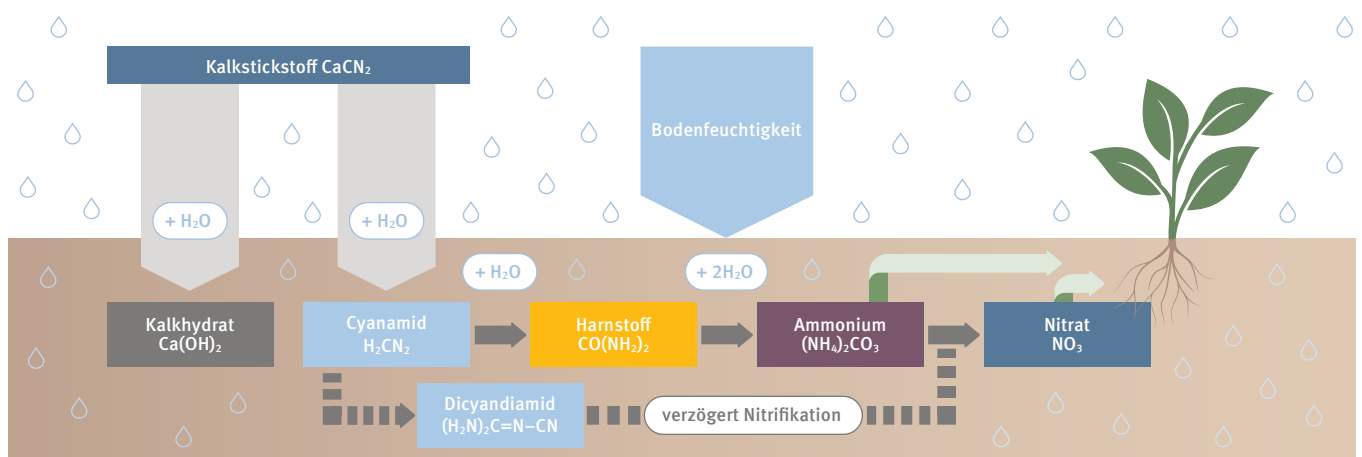 Kalkstickstoff CaCN₂
Bodenfeuchtigkeit
+ H₂O
+ H₂O
+ H₂O
+ 2H₂O
Kalkhydrat
Ca(OH)₂
Cyanamid
H₂CN₂
Harnstoff
CO(NH₂)₂
Ammonium
(NH₄)₂CO₃
Nitrat
NO₃
Dicyandiamid
(H₂N)₂C=N–CN
verzögert Nitrifikation